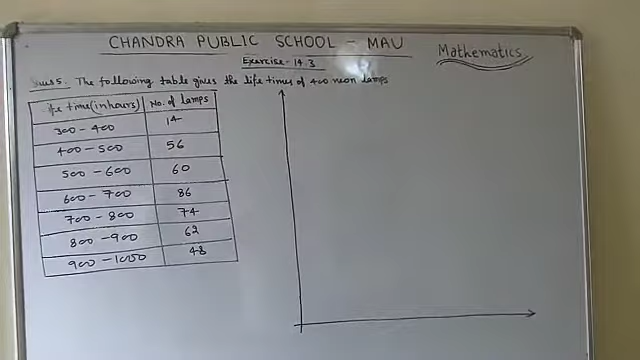 CHANDRA PUBLIC SCHOOL - MAU
Mathematics
Exercise-14.3
Qus5. The following table gives the life times of 400 neon lamps
life time (in hours) No. of lamps
300-400 14
400-500 56
500-600 60
600-700 86
700-800 74
800-900 62
900-1000 48